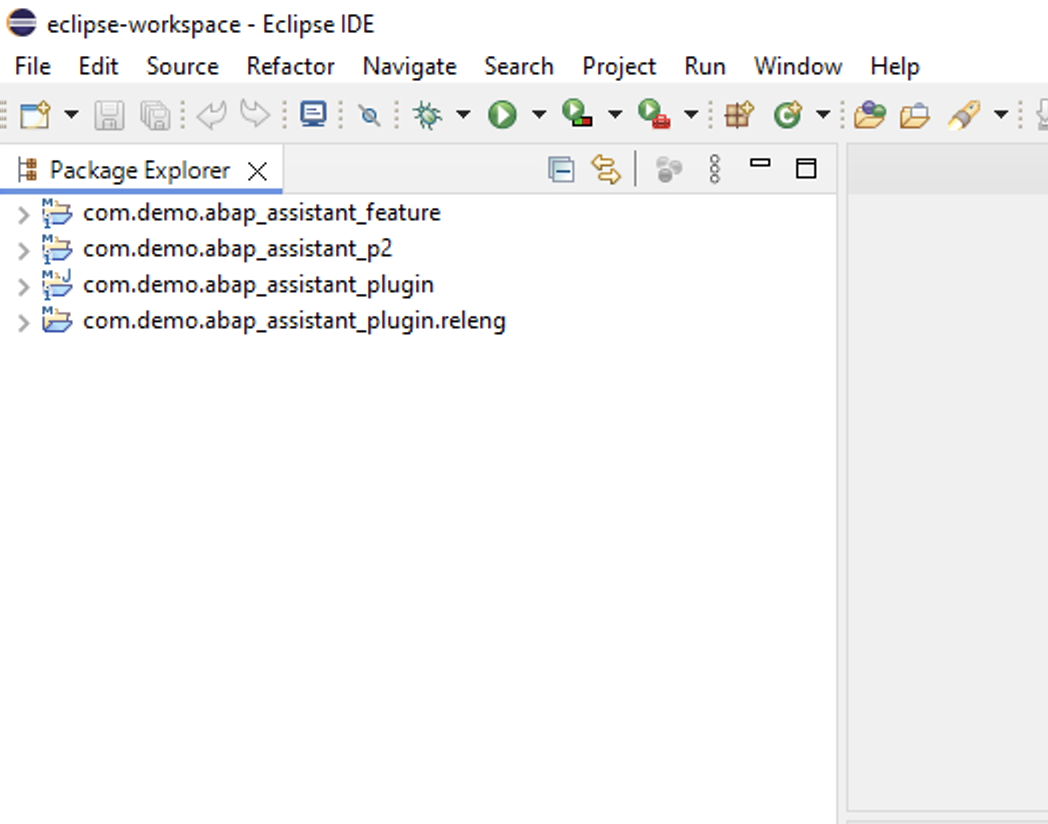 eclipse-workspace - Eclipse IDE
File Edit Source Refactor Navigate Search Project Run Window Help
Package Explorer
com.demo.abap_assistant_feature
com.demo.abap_assistant_p2
com.demo.abap_assistant_plugin
com.demo.abap_assistant_plugin.releng